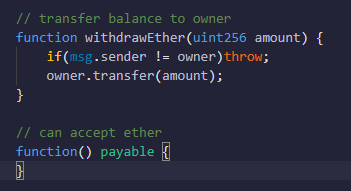 // transfer balance to owner
function withdrawEther(uint256 amount) {
    if(msg.sender != owner)throw;
    owner.transfer(amount);
}

// can accept ether
function() payable {
}